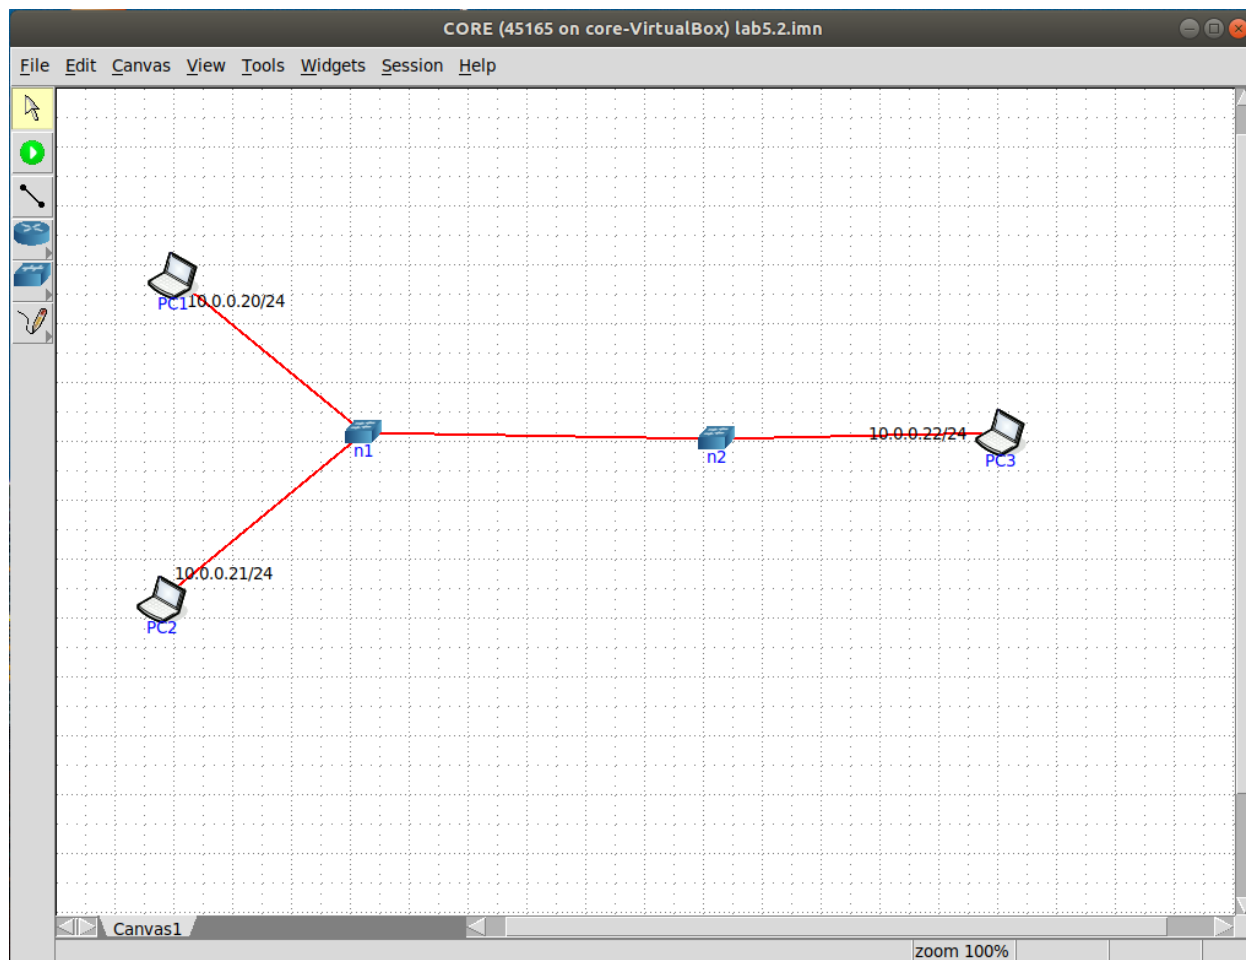 CORE (45165 on core-VirtualBox) lab5.2.imn
File Edit Canvas View Tools Widgets Session Help
10.0.0.20/24
PC1
n1
10.0.0.22/24
n2
PC3
10.0.0.21/24
PC2
Canvas1
zoom 100%